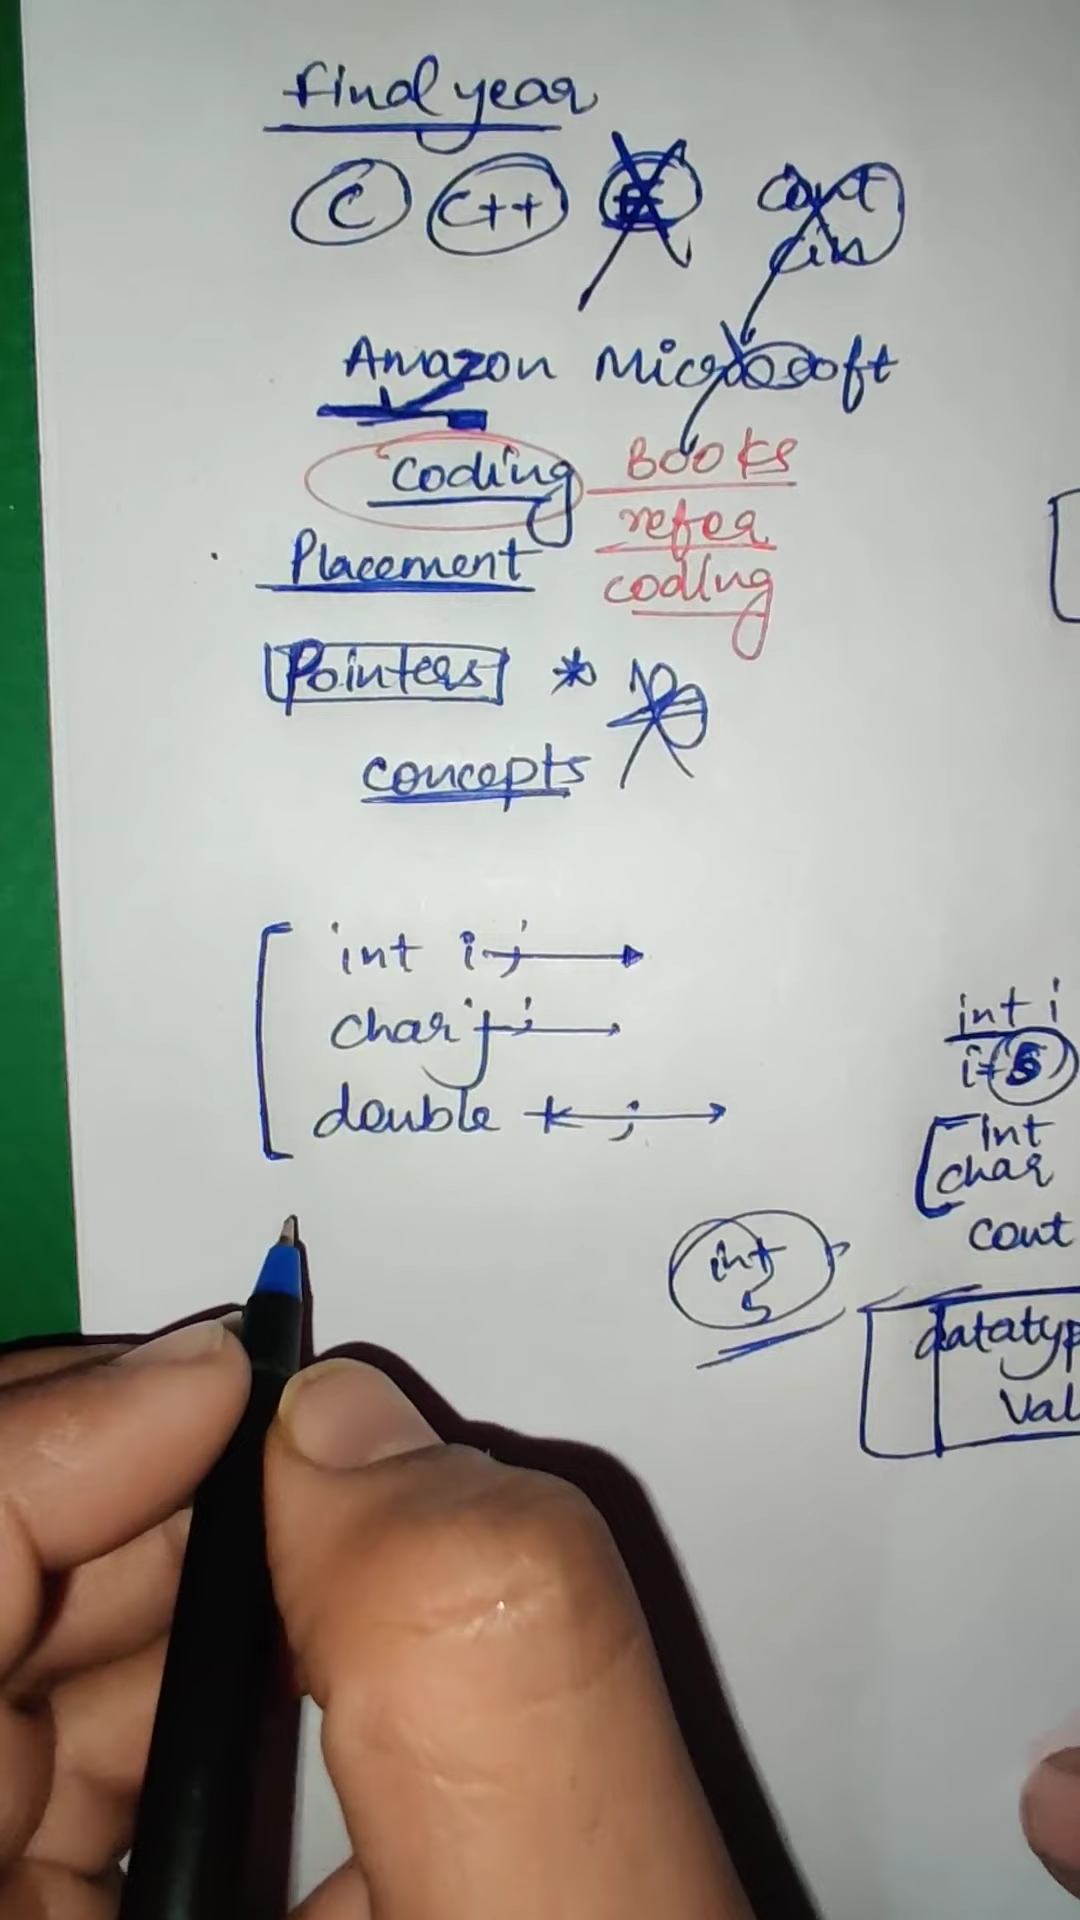 Final year
C C++ cout
cin
Amazon Microsoft
coding Books
refer
Placement coding
Pointers *
concepts
int i;
char j;
double k;
int i
i=5
int
char
cout
int
5
datatyp
Val